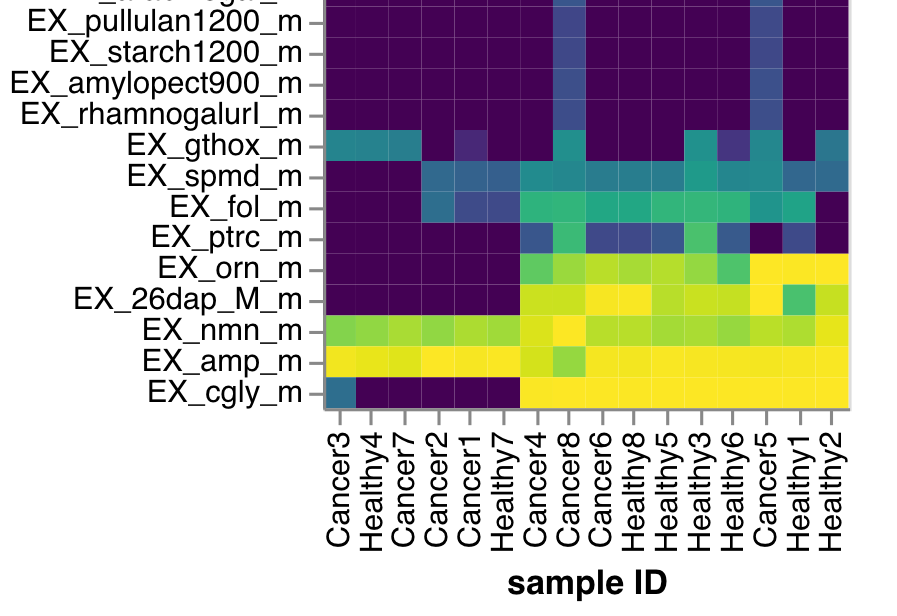 EX_pullulan1200_m
EX_starch1200_m
EX_amylopect900_m
EX_rhamnogalurI_m
EX_gthox_m
EX_spmd_m
EX_fol_m
EX_ptrc_m
EX_orn_m
EX_26dap_M_m
EX_nmn_m
EX_amp_m
EX_cgly_m
Cancer3
Healthy4
Cancer7
Cancer2
Cancer1
Healthy7
Cancer4
Cancer8
Cancer6
Healthy8
Healthy5
Healthy3
Healthy6
Cancer5
Healthy1
Healthy2
sample ID